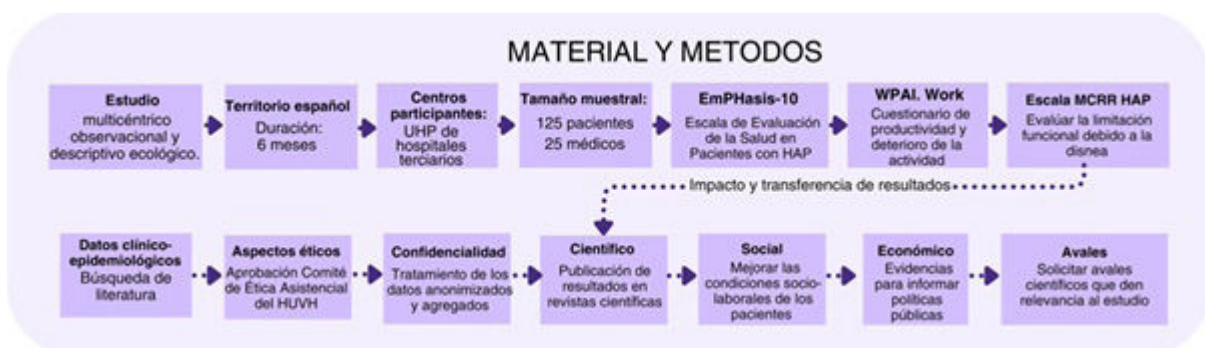 MATERIAL Y METODOS
Estudio
multicéntrico
observacional y
descriptivo ecológico.
Territorio español
Duración:
6 meses
Centros
participantes:
UHP de
hospitales
terciarios
Tamaño muestral:
125 pacientes
25 médicos
EmPHasis-10
Escala de Evaluación
de la Salud en
Pacientes con HAP
WPAI. Work
Cuestionario de
productividad y
deterioro de la
actividad
Escala MCRR HAP
Evalúar la limitación
funcional debido a la
disnea
Impacto y transferencia de resultados
Datos clínico-
epidemiológicos
Búsqueda de
literatura
Aspectos éticos
Aprobación Comité
de Ética Asistencial
del HUVH
Confidencialidad
Tratamiento de los
datos anonimizados
y agregados
Científico
Publicación de
resultados en
revistas científicas
Social
Mejorar las
condiciones socio-
laborales de los
pacientes
Económico
Evidencias
para informar
políticas
públicas
Avales
Solicitar avales
científicos que den
relevancia al estudio